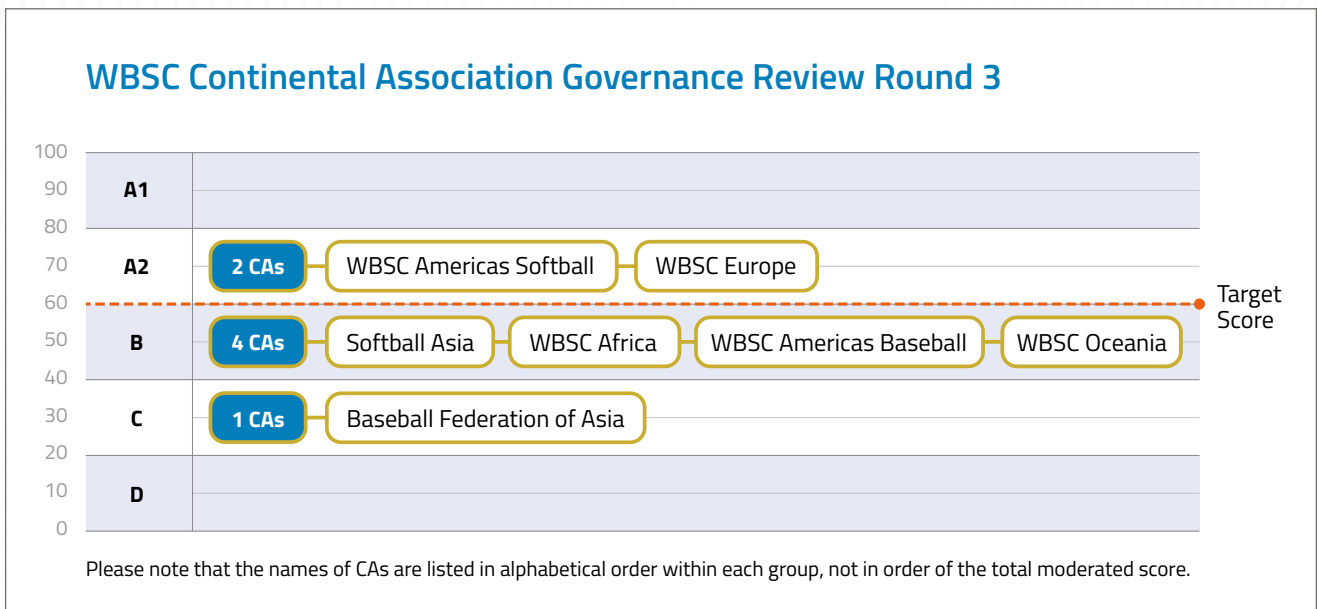 WBSC Continental Association Governance Review Round 3
100
90
A1
80
70
A2
2 CAs
WBSC Americas Softball
WBSC Europe
60
Target
Score
50
B
4 CAs
Softball Asia
WBSC Africa
WBSC Americas Baseball
WBSC Oceania
40
30
C
1 CAs
Baseball Federation of Asia
20
10
D
0
Please note that the names of CAs are listed in alphabetical order within each group, not in order of the total moderated score.